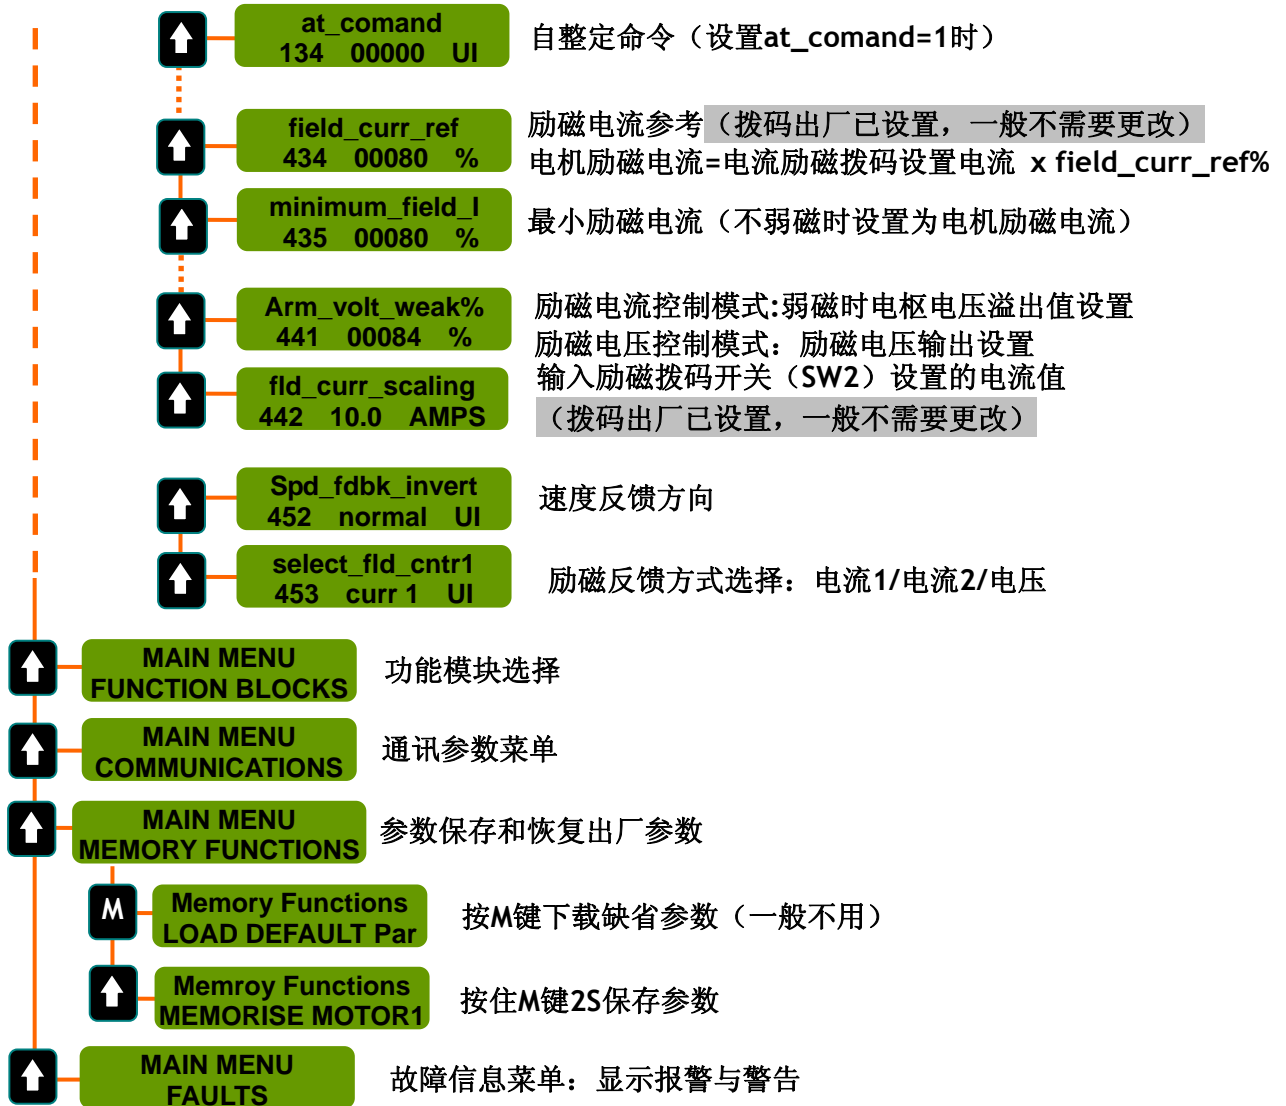 at_comand
134 00000 UI
自整定命令（设置at_comand=1时）
field_curr_ref
434 00080 %
励磁电流参考（拨码出厂已设置，一般不需要更改）
电机励磁电流=电流励磁拨码设置电流 x field_curr_ref%
minimum_field_I
435 00080 %
最小励磁电流（不弱磁时设置为电机励磁电流）
Arm_volt_weak%
441 00084 %
励磁电流控制模式:弱磁时电枢电压溢出值设置
励磁电压控制模式：励磁电压输出设置
fld_curr_scaling
442 10.0 AMPS
输入励磁拨码开关（SW2）设置的电流值
（拨码出厂已设置，一般不需要更改）
Spd_fdbk_invert
452 normal UI
速度反馈方向
select_fld_cntr1
453 curr 1 UI
励磁反馈方式选择：电流1/电流2/电压
MAIN MENU
FUNCTION BLOCKS
功能模块选择
MAIN MENU
COMMUNICATIONS
通讯参数菜单
MAIN MENU
MEMORY FUNCTIONS
参数保存和恢复出厂参数
M
Memory Functions
LOAD DEFAULT Par
按M键下载缺省参数（一般不用）
Memroy Functions
MEMORISE MOTOR1
按住M键2S保存参数
MAIN MENU
FAULTS
故障信息菜单：显示报警与警告